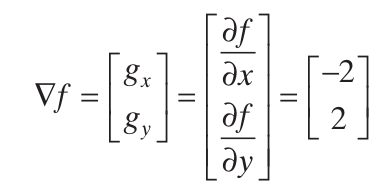 ∇f = [g_x g_y] = [∂f/∂x ∂f/∂y] = [−2 2]